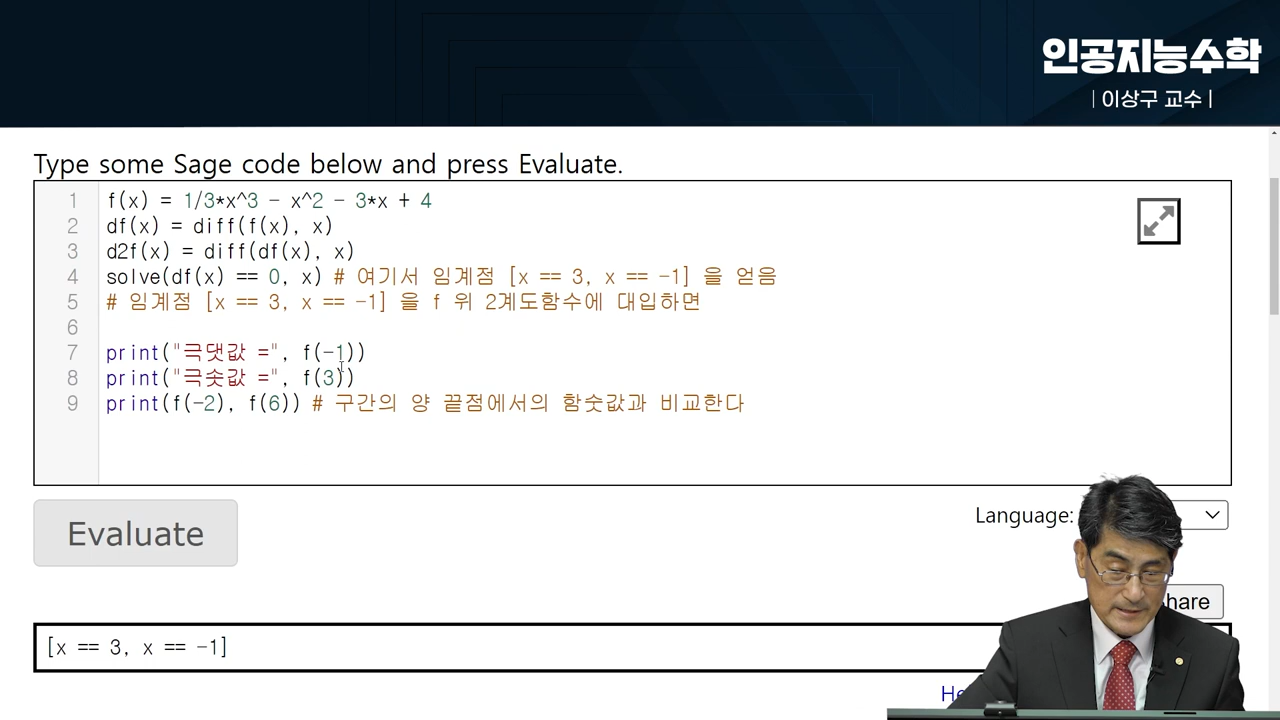 인공지능수학
| 이상구 교수 |
Type some Sage code below and press Evaluate.
1 f(x) = 1/3*x^3 - x^2 - 3*x + 4
2 df(x) = diff(f(x), x)
3 d2f(x) = diff(df(x), x)
4 solve(df(x) == 0, x) # 여기서 임계점 [x == 3, x == -1] 을 얻음
5 # 임계점 [x == 3, x == -1] 을 f 위 2계도함수에 대입하면
6
7 print("극댓값 =", f(-1))
8 print("극솟값 =", f(3))
9 print(f(-2), f(6)) # 구간의 양 끝점에서의 함숫값과 비교한다
Evaluate
Language:
[x == 3, x == -1]